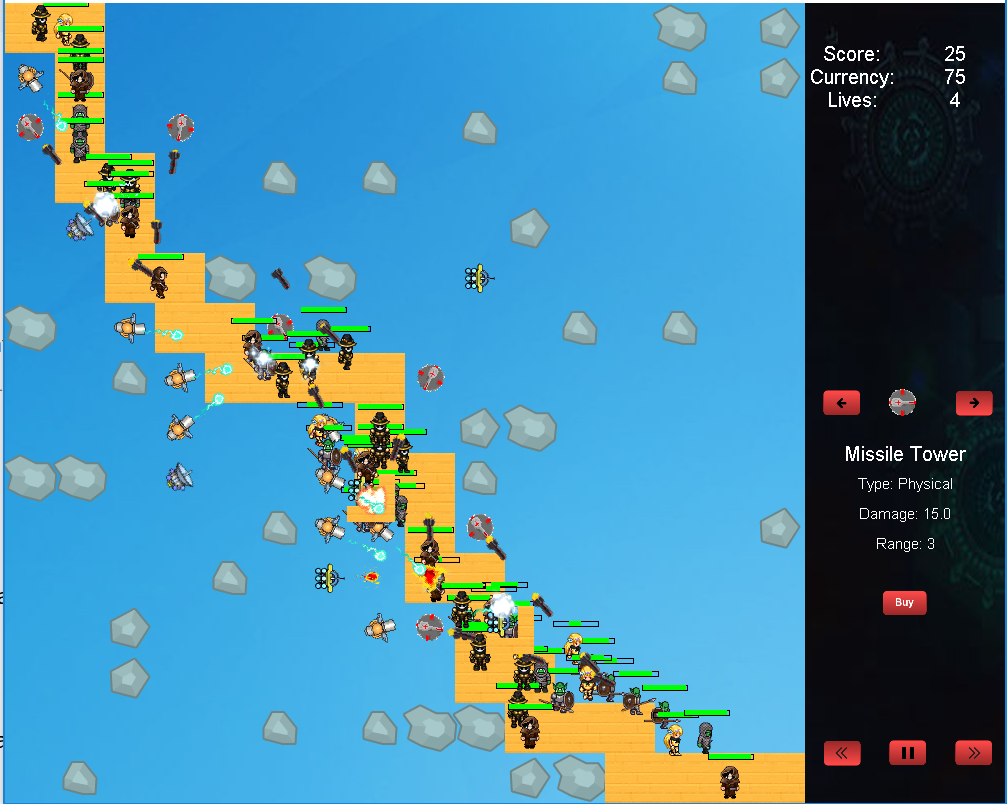 Score: 25
Currency: 75
Lives: 4
Missile Tower
Type: Physical
Damage: 15.0
Range: 3
Buy